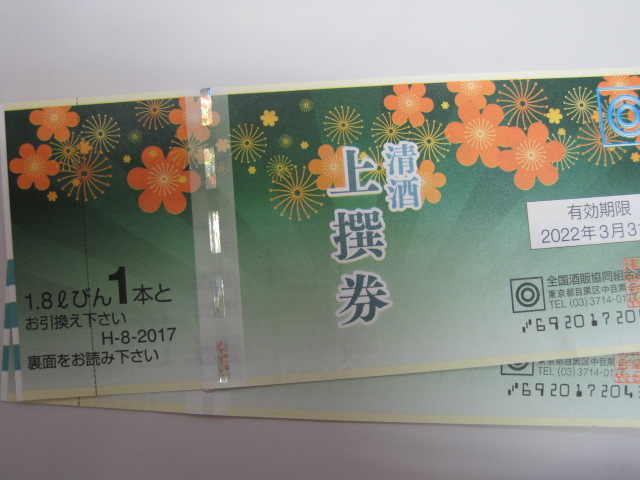 清酒
上撰券
有効期限
2022年3月3
1.8ℓびん1本と
お引換え下さい
H-8-2017
裏面をお読み下さい
全国酒販協同組合
東京都目黒区中目黒
TEL (03)3714-01
692017204
東京都目黒区中目黒
TEL (03)3714-017
692017204